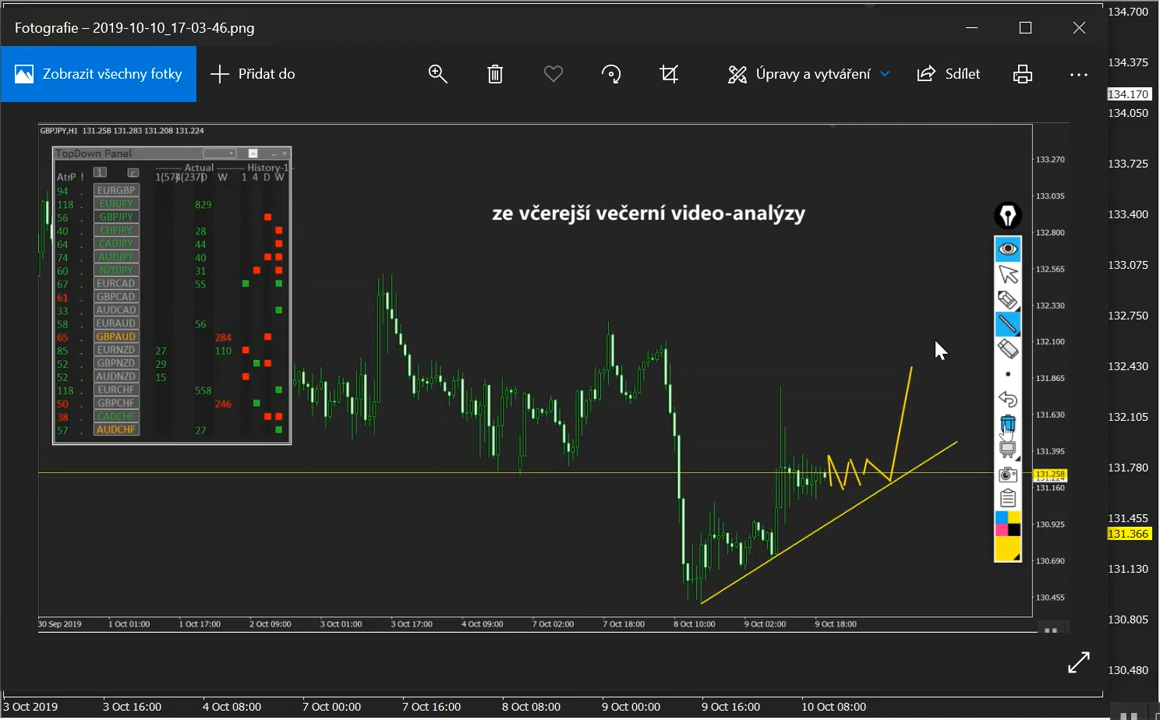 Fotografie – 2019-10-10_17-03-46.png
Zobrazit všechny fotky
Přidat do
Úpravy a vytváření
Sdílet
GBPJPY,H1 131.258 131.283 131.208 131.224
TopDown Panel
Actual
History-1
AtrP ! 1 c D W 1 4 D W
94 . EURGBP
118 . EURJPY 829
56 . GBPJPY
40 . CHFJPY 28
64 . CADJPY 44
74 . AUDJPY 40
60 . NZDJPY 31
67 . EURCAD 55
61 GBPCAD
33 . AUDCAD
58 . EURAUD 56
65 GBPAUD 284
85 . EURNZD 27 110
52 . GBPNZD 29
52 . AUDNZD 15
118 . EURCHF 558
50 . GBPCHF 246
38 . CADCHF
57 . AUDCHF 27
ze včerejší večerní video-analýzy
133.270
133.035
132.800
132.565
132.330
132.100
131.865
131.630
131.395
131.258
131.160
130.925
130.690
130.455
30 Sep 2019
1 Oct 01:00
1 Oct 17:00
2 Oct 09:00
3 Oct 01:00
3 Oct 17:00
4 Oct 09:00
7 Oct 02:00
7 Oct 18:00
8 Oct 10:00
9 Oct 02:00
9 Oct 18:00
134.700
134.375
134.170
134.050
133.725
133.400
133.075
132.750
132.430
132.105
131.780
131.455
131.366
131.130
130.805
130.480
3 Oct 2019
3 Oct 16:00
4 Oct 08:00
7 Oct 00:00
7 Oct 16:00
8 Oct 08:00
9 Oct 00:00
9 Oct 16:00
10 Oct 08:00